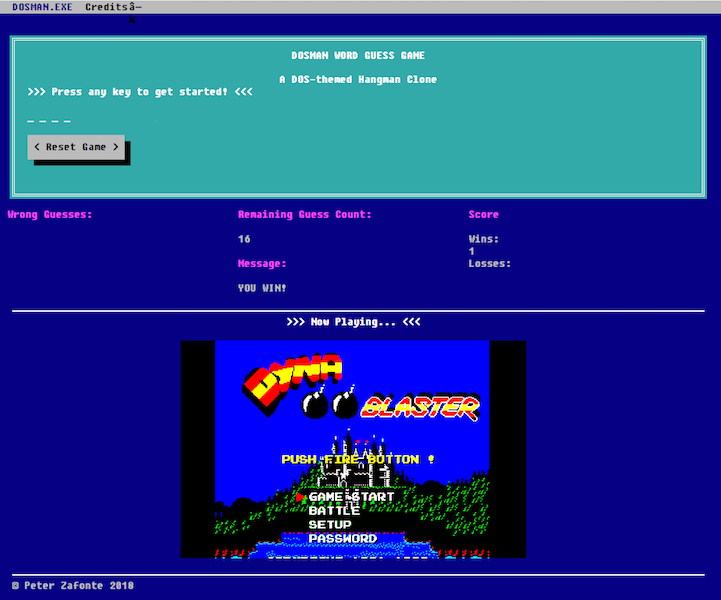 DOSMAN.EXE Creditsâ–
DOSMAN WORD GUESS GAME
A DOS-themed Hangman Clone
>>> Press any key to get started! <<<
_ _ _ _
< Reset Game >
Wrong Guesses:
Remaining Guess Count:
16
Message:
YOU WIN!
Score
Wins:
1
Losses:
>>> Now Playing... <<<
DYNA
BLASTER
PUSH FIRE BUTTON !
GAME START
BATTLE
SETUP
PASSWORD
© Peter Zafonte 2018